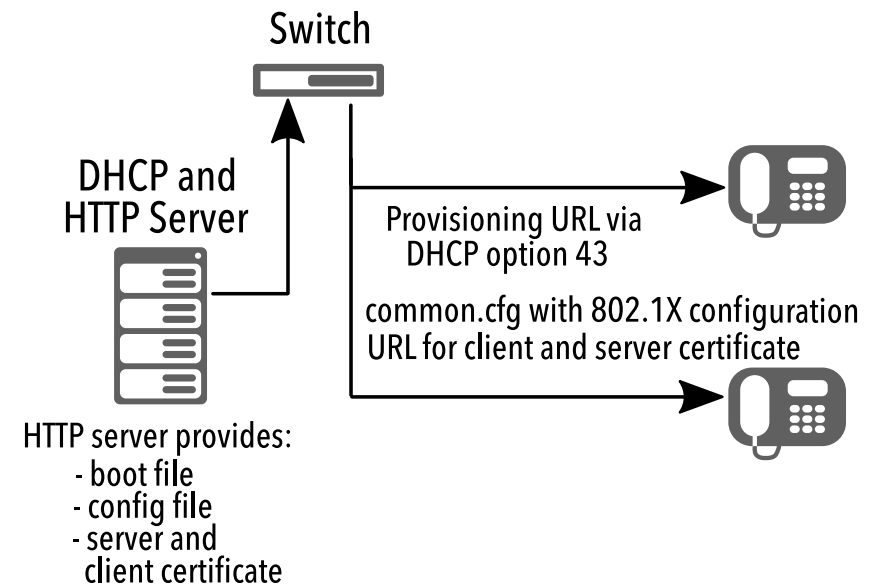 Switch
DHCP and
HTTP Server
Provisioning URL via
DHCP option 43
common.cfg with 802.1X configuration
URL for client and server certificate
HTTP server provides:
- boot file
- config file
- server and
client certificate